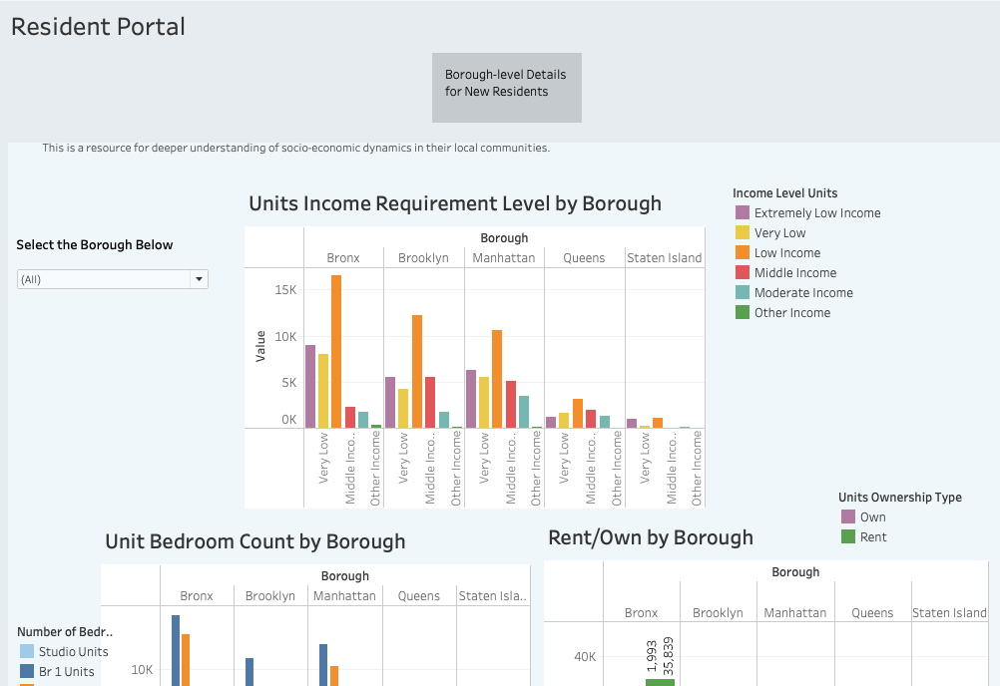 Resident Portal
Borough-level Details
for New Residents
This is a resource for deeper understanding of socio-economic dynamics in their local communities.
Select the Borough Below
(All)
Units Income Requirement Level by Borough
Borough
Bronx Brooklyn Manhattan Queens Staten Island
15K
10K
5K
0K
Value
Very Low Middle Inco.. Other Income Very Low Middle Inco.. Other Income Very Low Middle Inco.. Other Income Very Low Middle Inco.. Other Income Very Low Middle Inco.. Other Income
Income Level Units
Extremely Low Income
Very Low
Low Income
Middle Income
Moderate Income
Other Income
Units Ownership Type
Own
Rent
Unit Bedroom Count by Borough
Borough
Bronx Brooklyn Manhattan Queens Staten Isla..
10K
Number of Bedr..
Studio Units
Br 1 Units
Rent/Own by Borough
Borough
Bronx Brooklyn Manhattan Queens Staten Island
40K
1,993
35,839